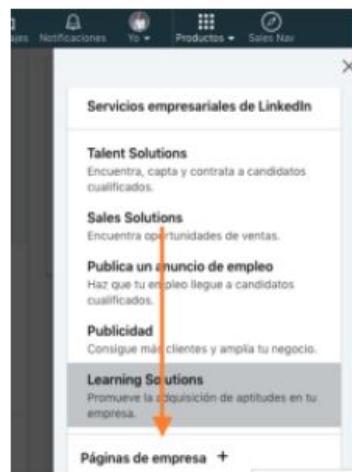 Notificaciones Yo Productos Sales Nav
Servicios empresariales de LinkedIn
Talent Solutions
Encuentra, capta y contrata a candidatos
cualificados.
Sales Solutions
Encuentra oportunidades de ventas.
Publica un anuncio de empleo
Haz que tu empleo llegue a candidatos
cualificados.
Publicidad
Consigue más clientes y amplía tu negocio.
Learning Solutions
Promueve la adquisición de aptitudes en tu
empresa.
Páginas de empresa +